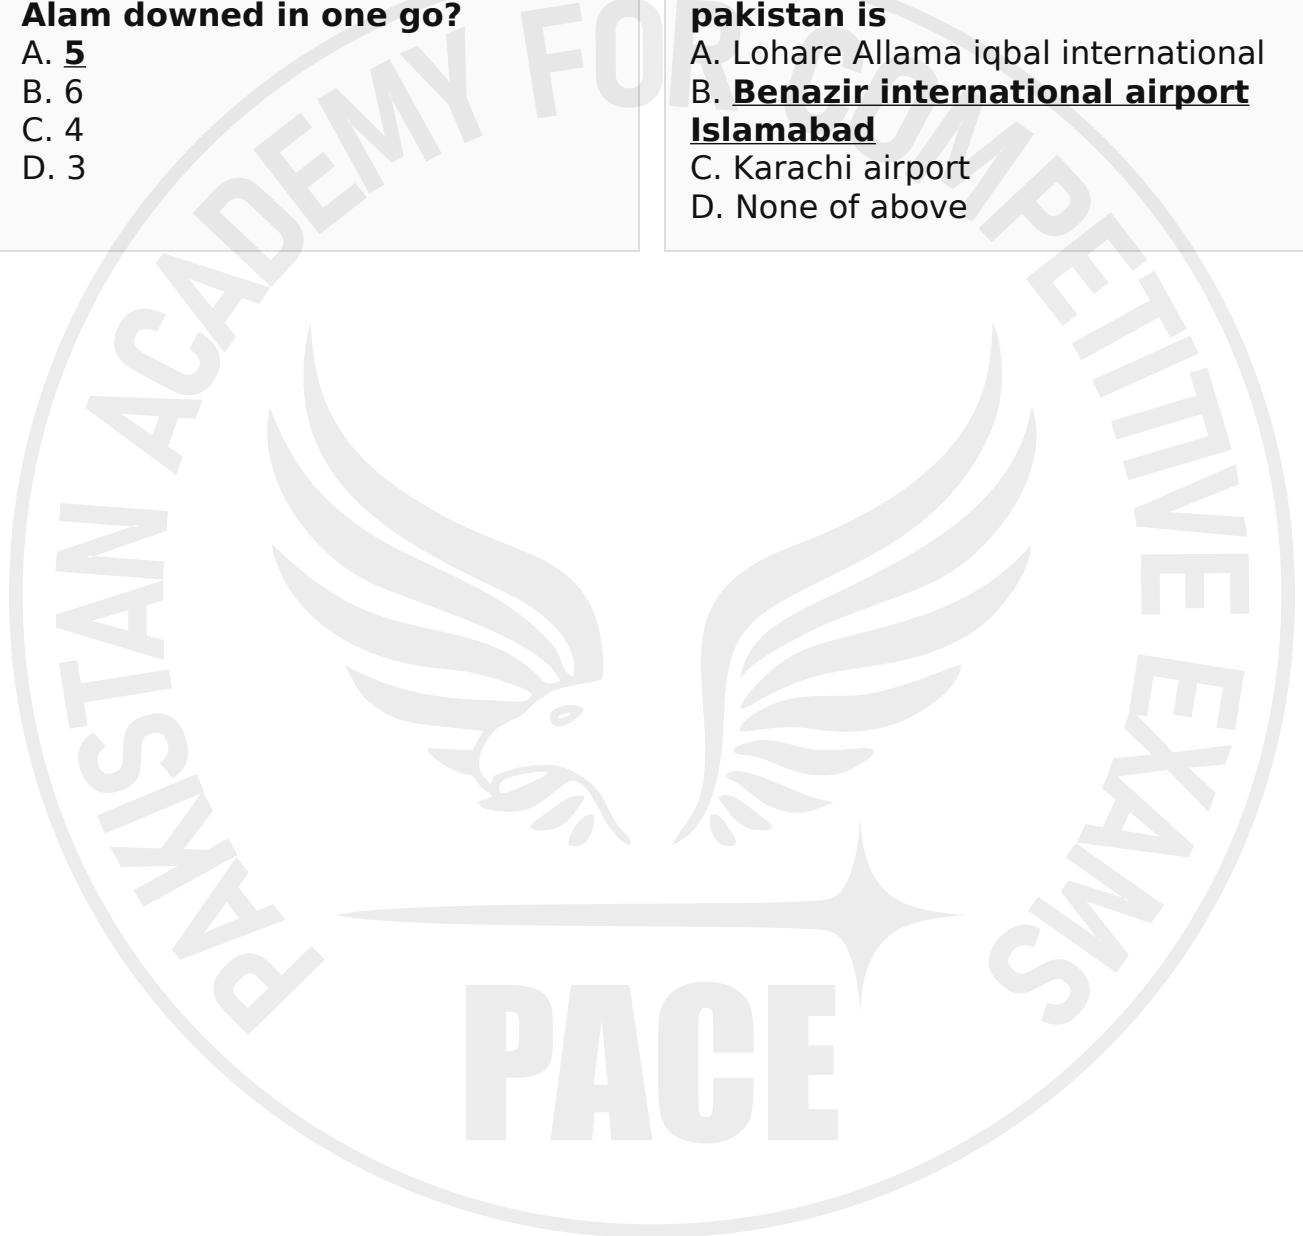 Alam downed in one go?
A. 5
B. 6
C. 4
D. 3
pakistan is
A. Lohare Allama iqbal international
B. Benazir international airport
Islamabad
C. Karachi airport
D. None of above
PAKISTAN ACADEMY FOR COMPETITIVE EXAMS
PACE